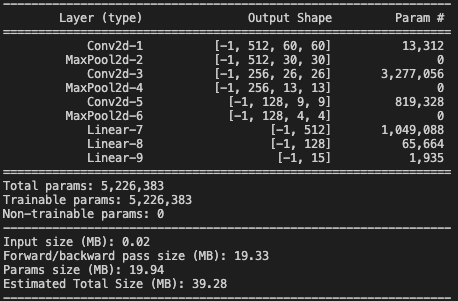 ----------------------------------------------------------------
Layer (type) Output Shape Param #
================================================================
Conv2d-1 [-1, 512, 60, 60] 13,312
MaxPool2d-2 [-1, 512, 30, 30] 0
Conv2d-3 [-1, 256, 26, 26] 3,277,056
MaxPool2d-4 [-1, 256, 13, 13] 0
Conv2d-5 [-1, 128, 9, 9] 819,328
MaxPool2d-6 [-1, 128, 4, 4] 0
Linear-7 [-1, 512] 1,049,088
Linear-8 [-1, 128] 65,664
Linear-9 [-1, 15] 1,935
================================================================
Total params: 5,226,383
Trainable params: 5,226,383
Non-trainable params: 0
----------------------------------------------------------------
Input size (MB): 0.02
Forward/backward pass size (MB): 19.33
Params size (MB): 19.94
Estimated Total Size (MB): 39.28
----------------------------------------------------------------